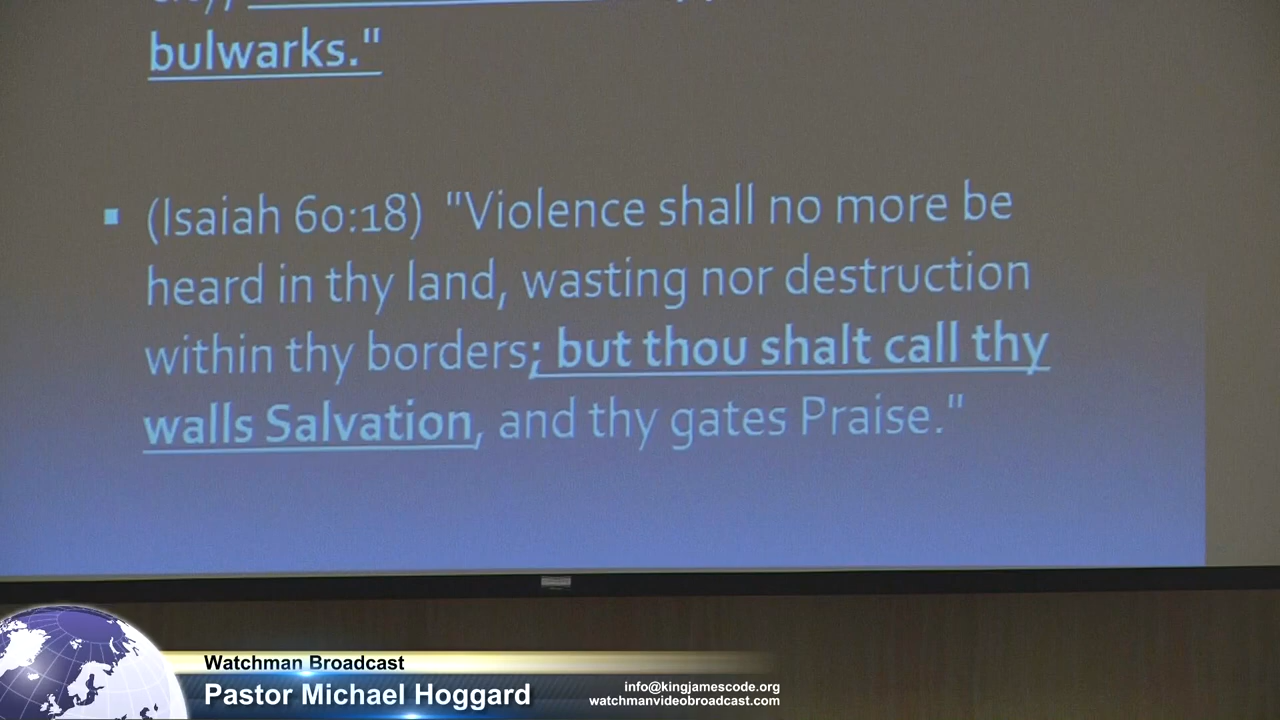 bulwarks."
▪ (Isaiah 60:18) "Violence shall no more be
heard in thy land, wasting nor destruction
within thy borders; but thou shalt call thy
walls Salvation, and thy gates Praise."
Watchman Broadcast
Pastor Michael Hoggard
info@kingjamescode.org
watchmanvideobroadcast.com